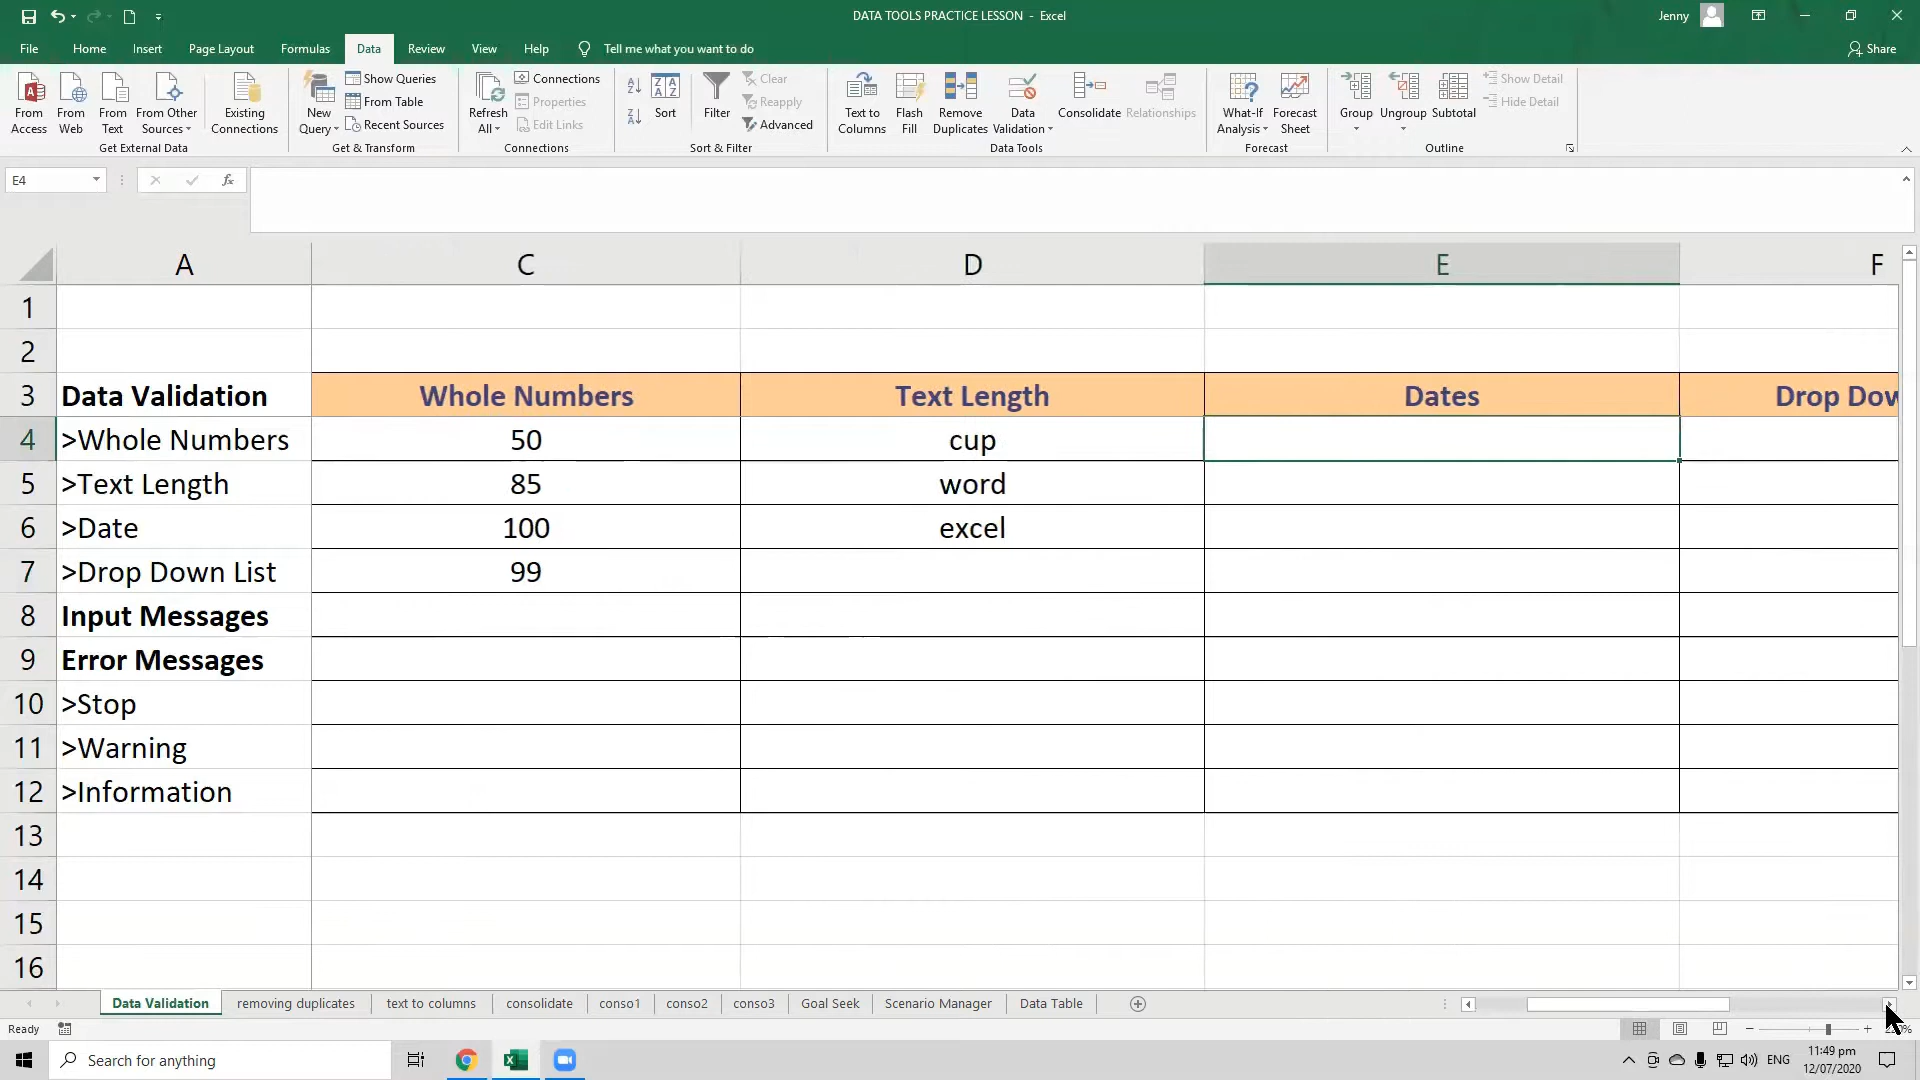 DATA TOOLS PRACTICE LESSON - Excel
Jenny
File Home Insert Page Layout Formulas Data Review View Help Tell me what you want to do
Share
From Access
From Web
From Text
From Other Sources
Existing Connections
Get External Data
New Query
Show Queries
From Table
Recent Sources
Get & Transform
Refresh All
Connections
Properties
Edit Links
Connections
Sort
Filter
Clear
Reapply
Advanced
Sort & Filter
Text to Columns
Flash Fill
Remove Duplicates
Data Validation
Consolidate
Relationships
Data Tools
What-If Analysis
Forecast Sheet
Forecast
Group
Ungroup
Subtotal
Show Detail
Hide Detail
Outline
E4
fx
A C D E F
1
2
3 Data Validation Whole Numbers Text Length Dates Drop Dow
4 >Whole Numbers 50 cup
5 >Text Length 85 word
6 >Date 100 excel
7 >Drop Down List 99
8 Input Messages
9 Error Messages
10 >Stop
11 >Warning
12 >Information
13
14
15
16
Data Validation removing duplicates text to columns consolidate conso1 conso2 conso3 Goal Seek Scenario Manager Data Table
Ready
Search for anything
ENG
11:49 pm
12/07/2020